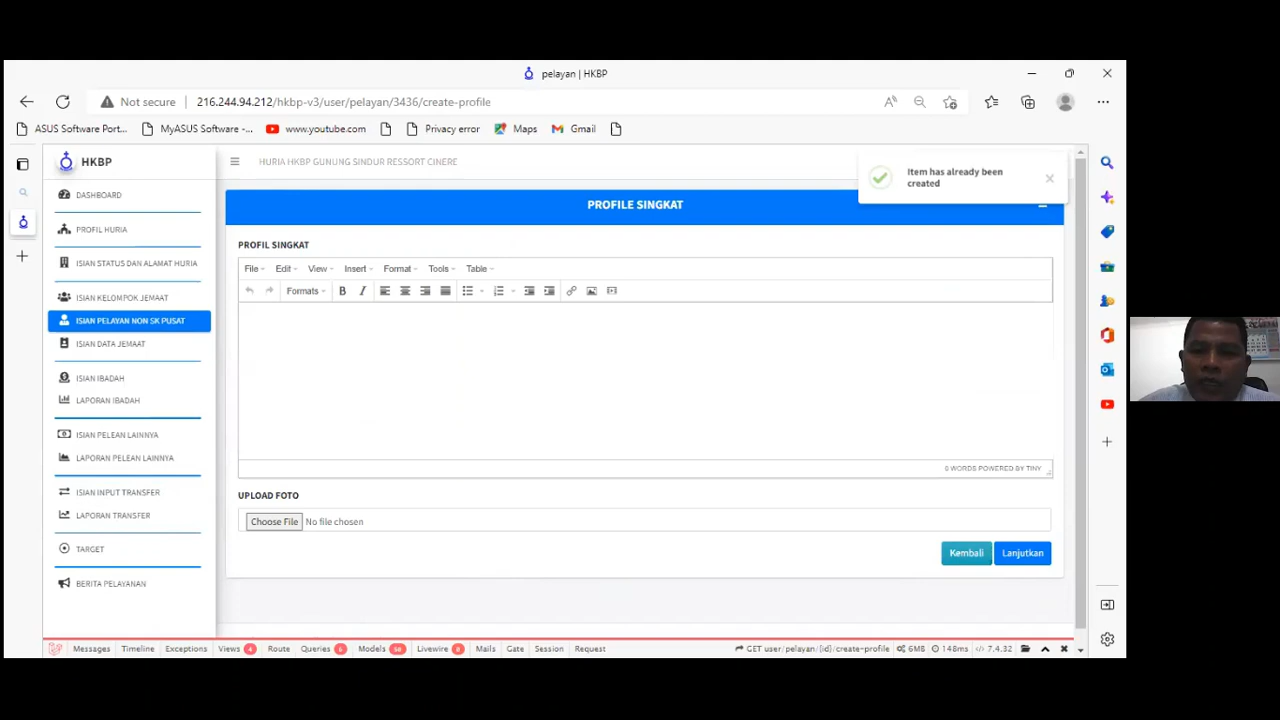 pelayan | HKBP
Not secure
216.244.94.212/hkbp-v3/user/pelayan/3436/create-profile
ASUS Software Port...
MyASUS Software -...
www.youtube.com
Privacy error
Maps
Gmail
HKBP
HURIA HKBP GUNUNG SINDUR RESSORT CINERE
Item has already been
created
DASHBOARD
PROFIL HURIA
ISIAN STATUS DAN ALAMAT HURIA
ISIAN KELOMPOK JEMAAT
ISIAN PELAYAN NON SK PUSAT
ISIAN DATA JEMAAT
ISIAN IBADAH
LAPORAN IBADAH
ISIAN PELEAN LAINNYA
LAPORAN PELEAN LAINNYA
ISIAN INPUT TRANSFER
LAPORAN TRANSFER
TARGET
BERITA PELAYANAN
PROFILE SINGKAT
PROFIL SINGKAT
File Edit View Insert Format Tools Table
Formats B I
0 WORDS POWERED BY TINY
UPLOAD FOTO
Choose File No file chosen
Kembali Lanjutkan
Messages Timeline Exceptions Views 4 Route Queries Models Livewire Mails Gate Session Request GET user/pelayan/{id}/create-profile 6MB 148ms 7.4.32